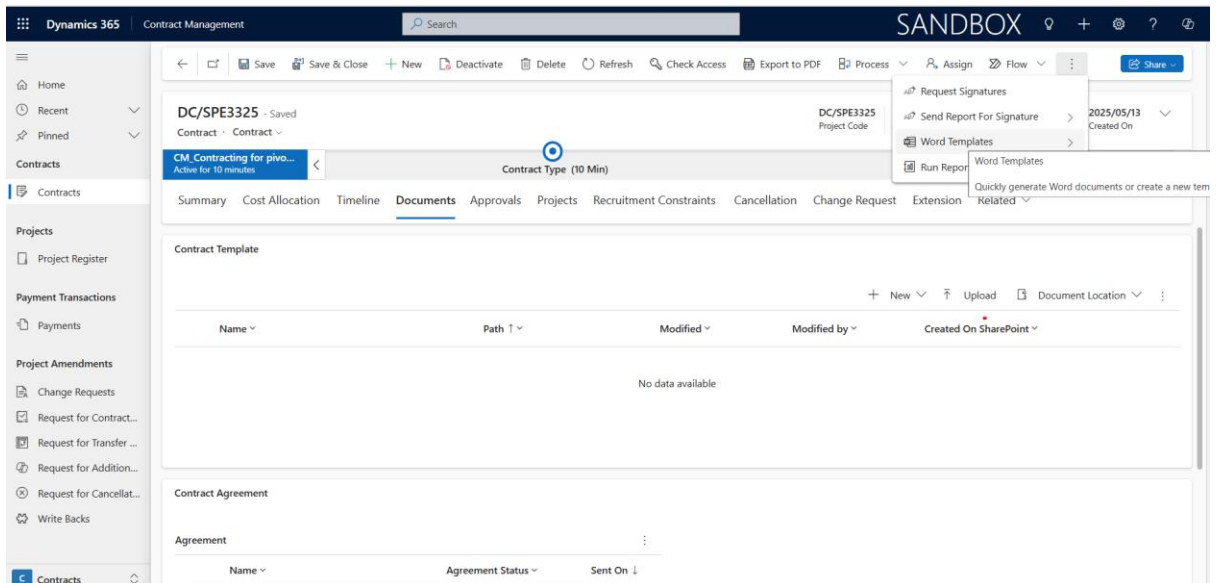 Dynamics 365 Contract Management Search SANDBOX
Save Save & Close New Deactivate Delete Refresh Check Access Export to PDF Process Assign Flow Share
Home
Recent
Pinned
Contracts
Contracts
Projects
Project Register
Payment Transactions
Payments
Project Amendments
Change Requests
Request for Contract...
Request for Transfer ...
Request for Addition...
Request for Cancellat...
Write Backs
Contracts
DC/SPE3325 - Saved
Contract · Contract
DC/SPE3325
Project Code
2025/05/13
Created On
Request Signatures
Send Report For Signature
Word Templates
Run Repor
Word Templates
Quickly generate Word documents or create a new tem
CM_Contracting for pivo...
Active for 10 minutes
Contract Type (10 Min)
Summary Cost Allocation Timeline Documents Approvals Projects Recruitment Constraints Cancellation Change Request Extension Related
Contract Template
New Upload Document Location
Name Path ↑ Modified Modified by Created On SharePoint
No data available
Contract Agreement
Agreement
Name Agreement Status Sent On ↓